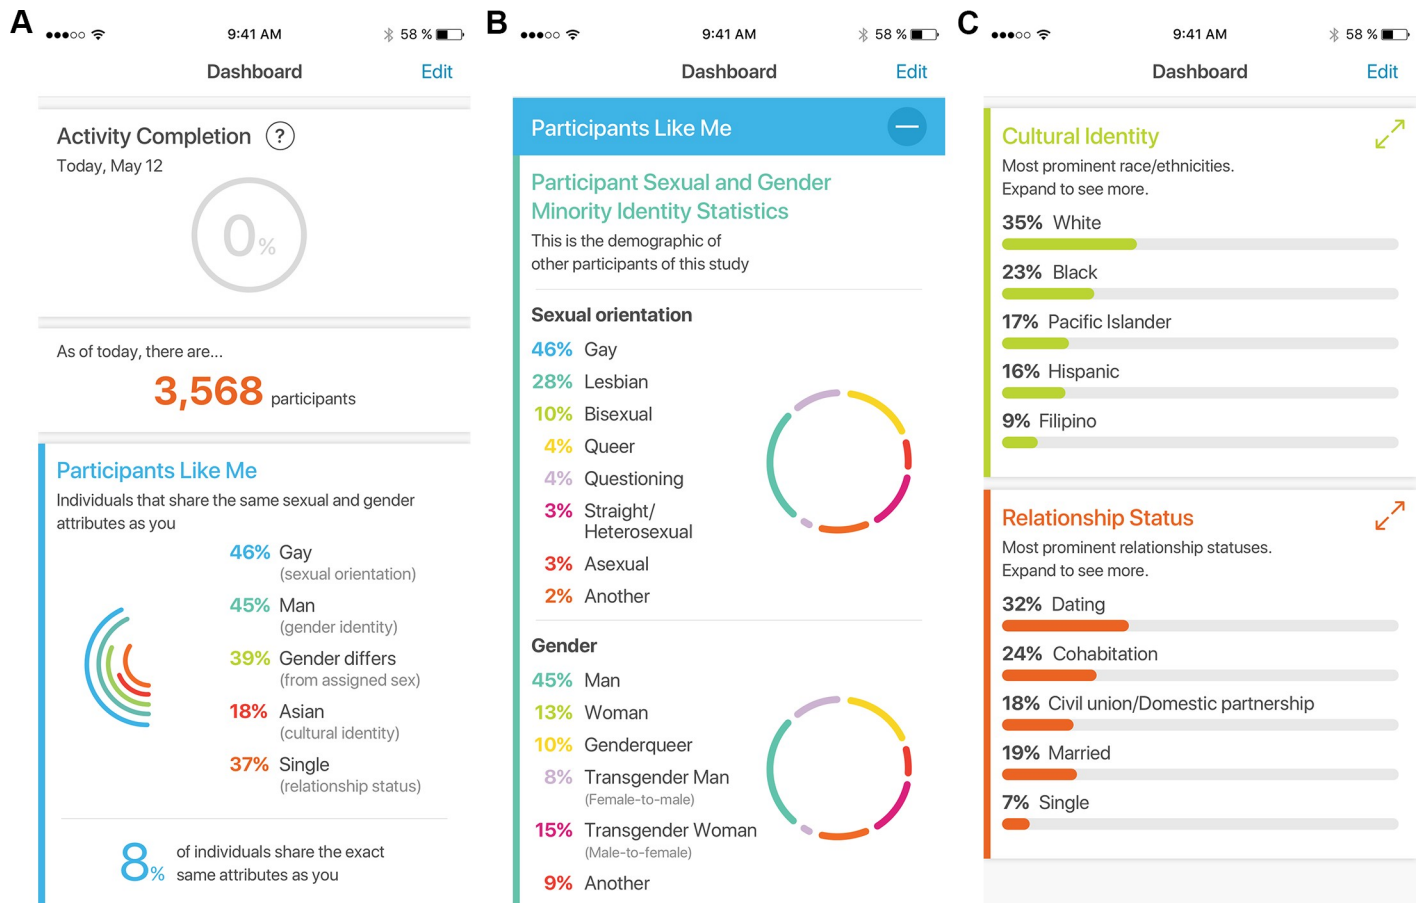 A
9:41 AM
58 %
Dashboard
Edit
Activity Completion ?
Today, May 12
0%
As of today, there are...
3,568 participants
Participants Like Me
Individuals that share the same sexual and gender
attributes as you
46% Gay
(sexual orientation)
45% Man
(gender identity)
39% Gender differs
(from assigned sex)
18% Asian
(cultural identity)
37% Single
(relationship status)
8% of individuals share the exact
same attributes as you
B
9:41 AM
58 %
Dashboard
Edit
Participants Like Me
Participant Sexual and Gender
Minority Identity Statistics
This is the demographic of
other participants of this study
Sexual orientation
46% Gay
28% Lesbian
10% Bisexual
4% Queer
4% Questioning
3% Straight/
Heterosexual
3% Asexual
2% Another
Gender
45% Man
13% Woman
10% Genderqueer
8% Transgender Man
(Female-to-male)
15% Transgender Woman
(Male-to-female)
9% Another
C
9:41 AM
58 %
Dashboard
Edit
Cultural Identity
Most prominent race/ethnicities.
Expand to see more.
35% White
23% Black
17% Pacific Islander
16% Hispanic
9% Filipino
Relationship Status
Most prominent relationship statuses.
Expand to see more.
32% Dating
24% Cohabitation
18% Civil union/Domestic partnership
19% Married
7% Single